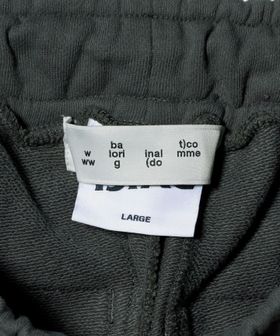 ba t)co
w lori inal mme
ww g (do
LARGE